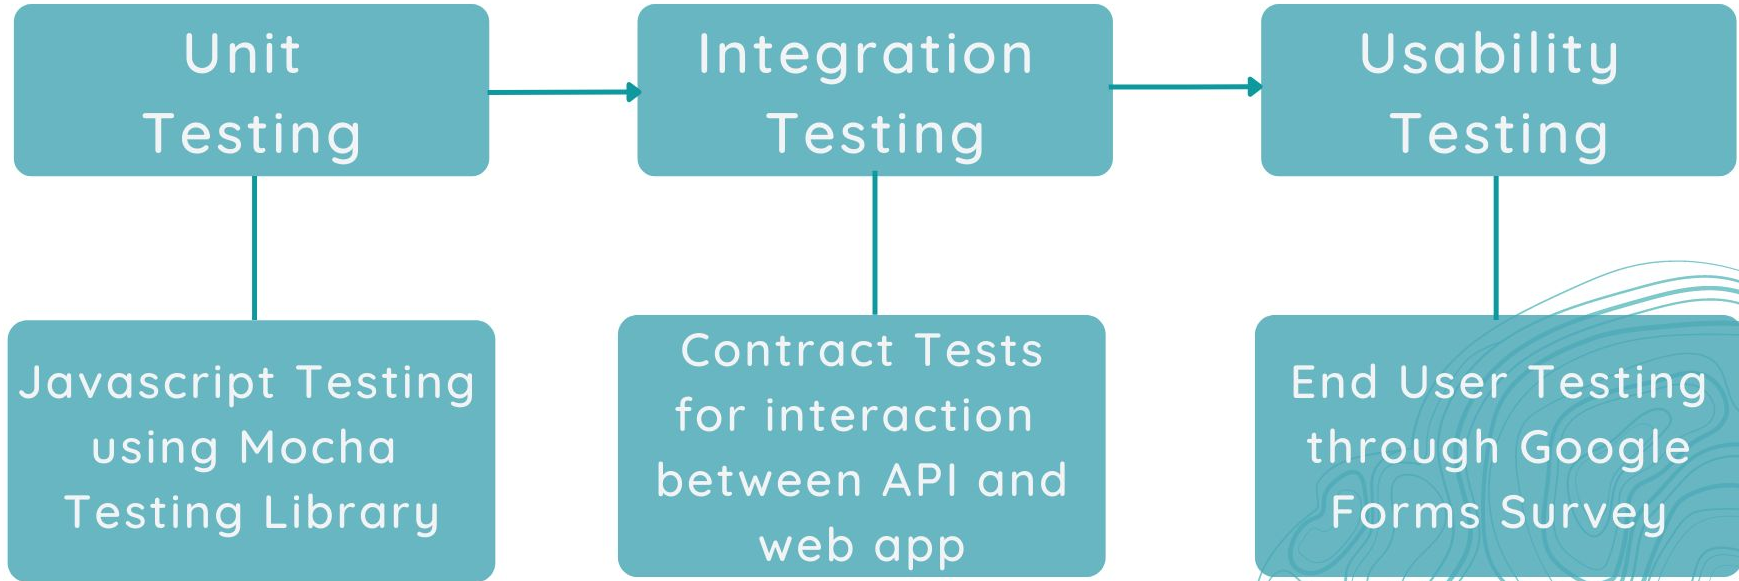 Unit
Testing
Integration
Testing
Usability
Testing
Javascript Testing
using Mocha
Testing Library
Contract Tests
for interaction
between API and
web app
End User Testing
through Google
Forms Survey